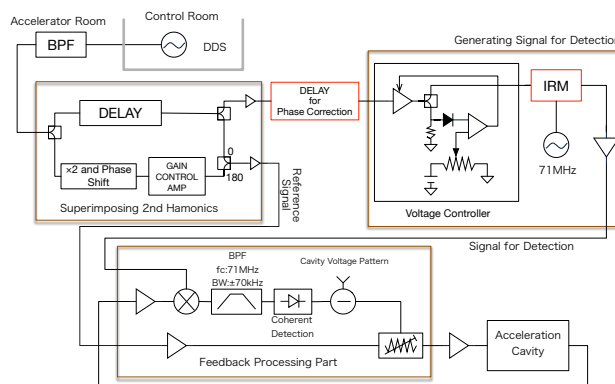 Accelerator Room
Control Room
BPF
DDS
Generating Signal for Detection
DELAY
DELAY
for
Phase Correction
IRM
71MHz
×2 and Phase
Shift
GAIN
CONTROL
AMP
0
180
Superimposing 2nd Hamonics
Reference
Signal
Voltage Controller
Signal for Detection
BPF
fc:71MHz
BW:±70kHz
Cavity Voltage Pattern
Coherent
Detection
Feedback Processing Part
Acceleration
Cavity